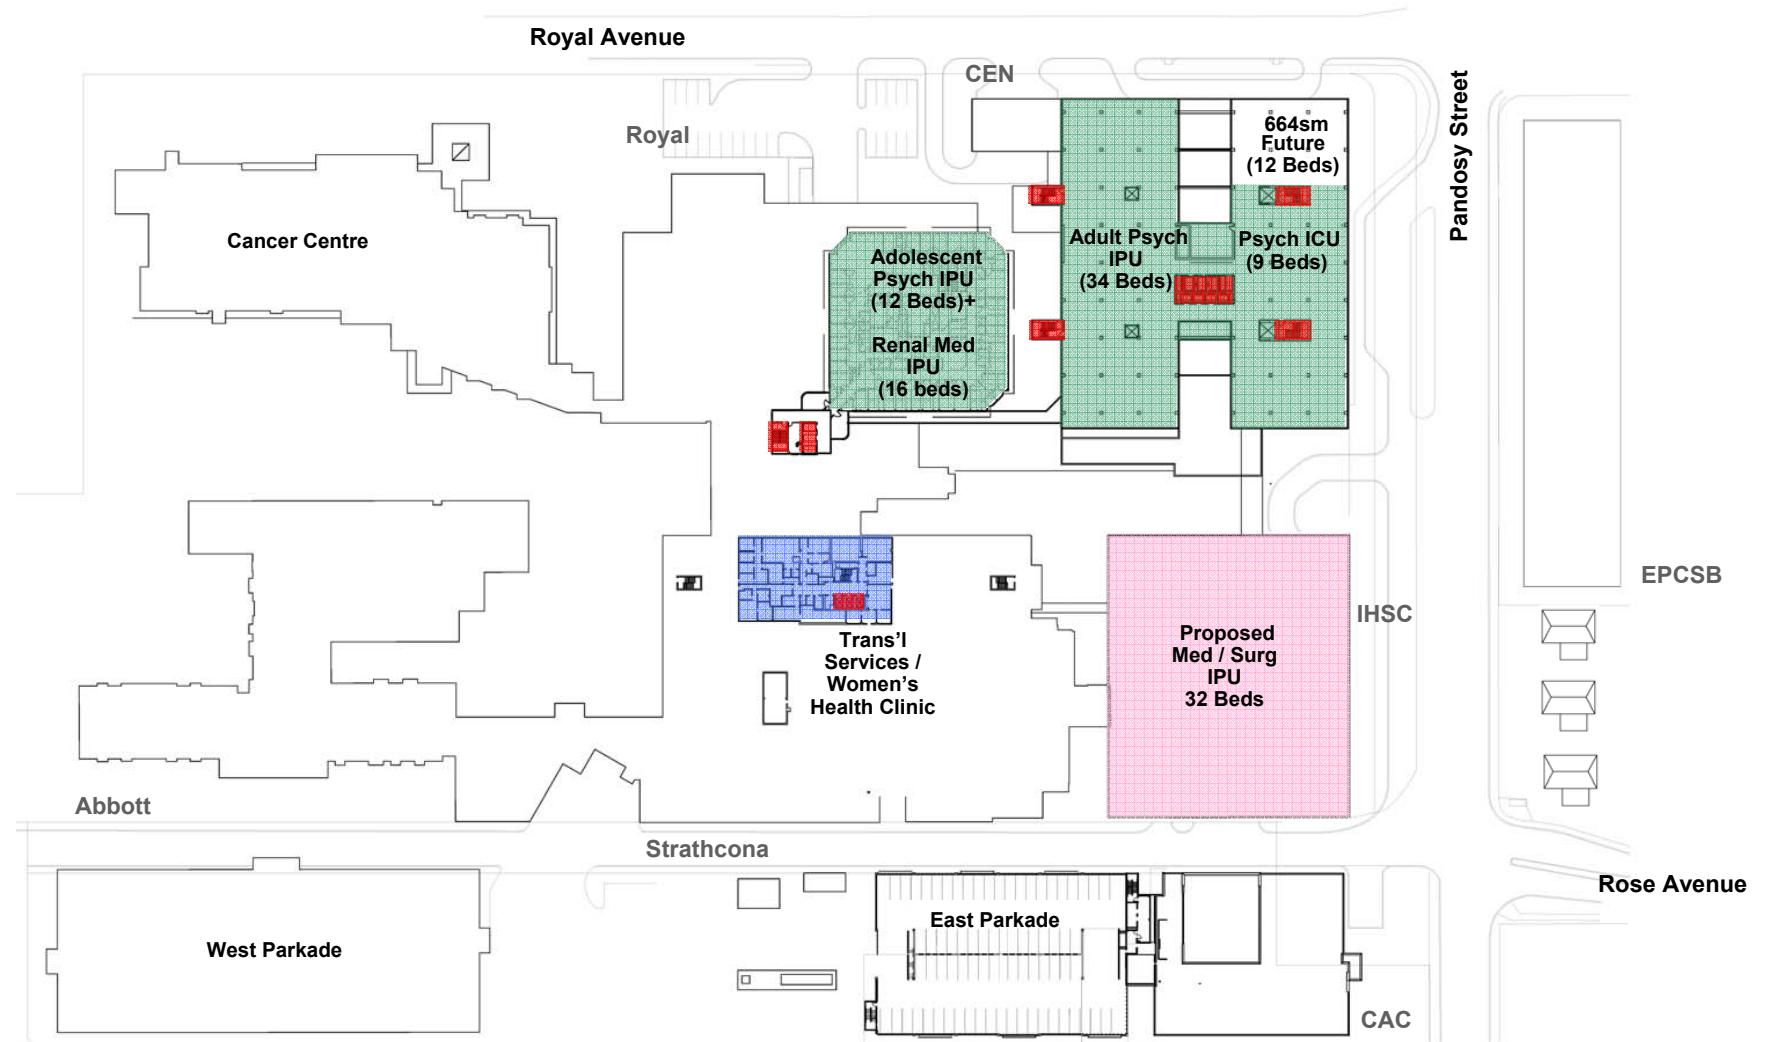 Royal Avenue
CEN
Royal
Pandosy Street
664sm
Future
(12 Beds)
Cancer Centre
Adolescent
Psych IPU
(12 Beds)+
Renal Med
IPU
(16 beds)
Adult Psych
IPU
(34 Beds)
Psych ICU
(9 Beds)
EPCSB
IHSC
Trans'l
Services /
Women's
Health Clinic
Proposed
Med / Surg
IPU
32 Beds
Abbott
Strathcona
Rose Avenue
West Parkade
East Parkade
CAC